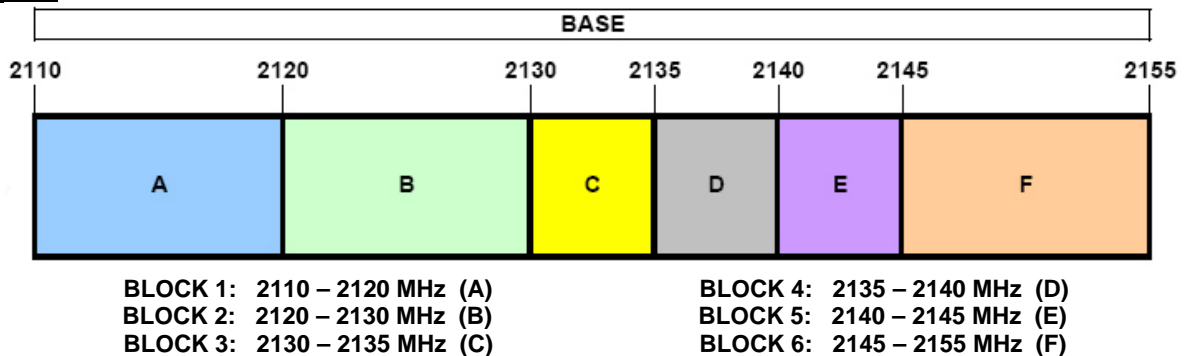 BASE
2110 2120 2130 2135 2140 2145 2155
A B C D E F
BLOCK 1: 2110 – 2120 MHz (A)
BLOCK 2: 2120 – 2130 MHz (B)
BLOCK 3: 2130 – 2135 MHz (C)
BLOCK 4: 2135 – 2140 MHz (D)
BLOCK 5: 2140 – 2145 MHz (E)
BLOCK 6: 2145 – 2155 MHz (F)